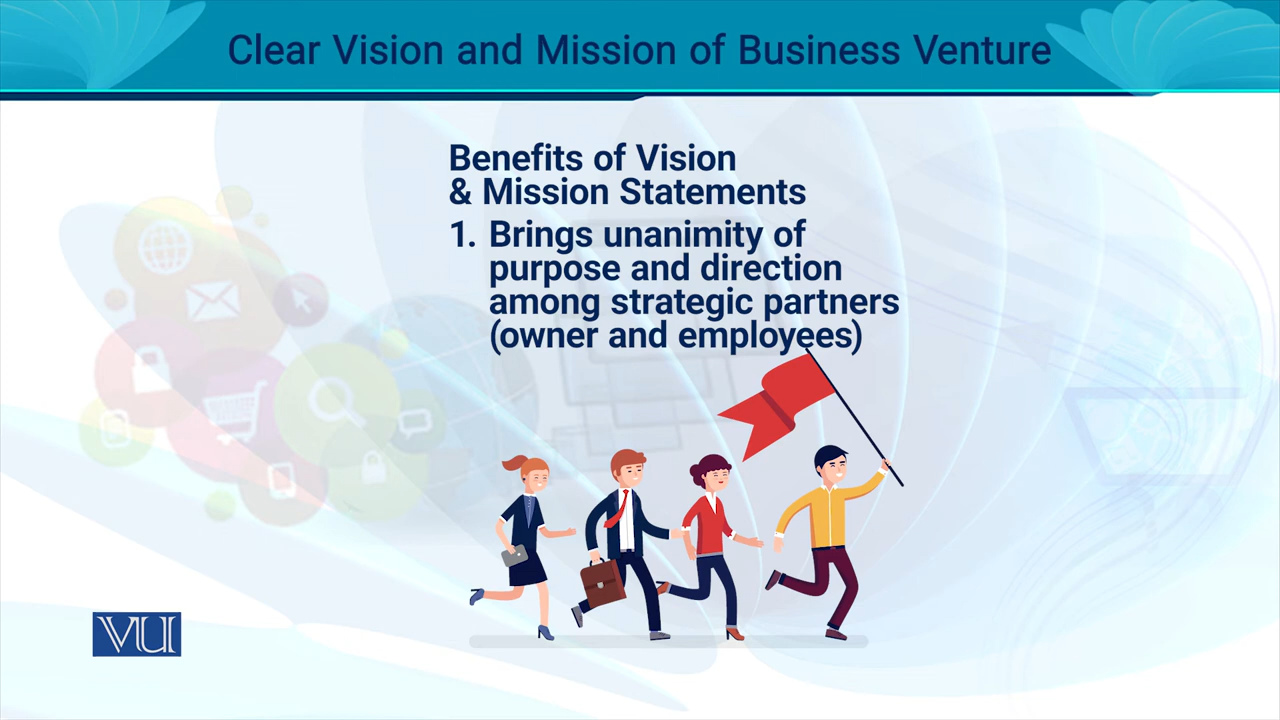 Clear Vision and Mission of Business Venture
Benefits of Vision
& Mission Statements
1. Brings unanimity of
purpose and direction
among strategic partners
(owner and employees)
VU